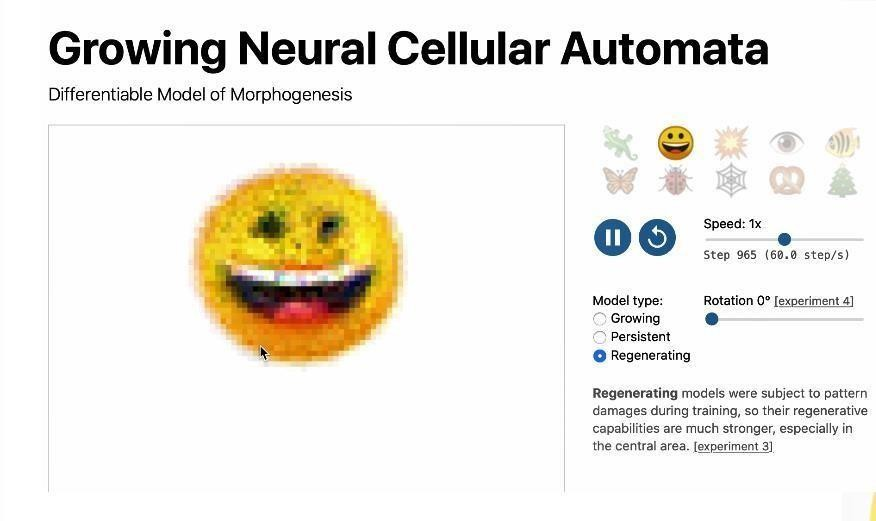 Growing Neural Cellular Automata
Differentiable Model of Morphogenesis
Speed: 1x
Step 965 (60.0 step/s)
Model type:
Growing
Persistent
Regenerating
Rotation 0° [experiment 4]
Regenerating models were subject to pattern
damages during training, so their regenerative
capabilities are much stronger, especially in
the central area. [experiment 3]